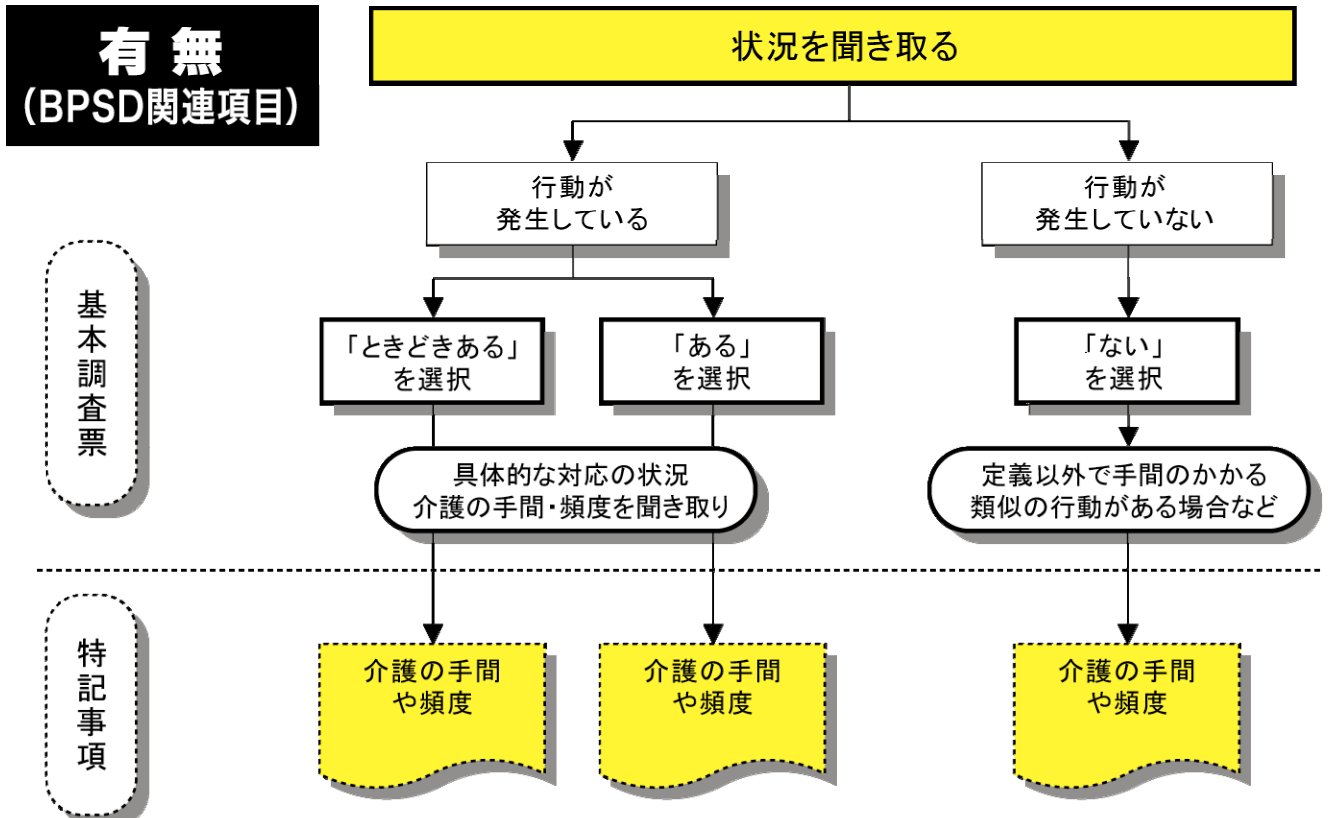 有無
(BPSD関連項目)
状況を聞き取る
行動が
発生している
行動が
発生していない
基本調査票
「ときどきある」
を選択
「ある」
を選択
「ない」
を選択
具体的な対応の状況
介護の手間・頻度を聞き取り
定義以外で手間のかかる
類似の行動がある場合など
特記事項
介護の手間
や頻度
介護の手間
や頻度
介護の手間
や頻度